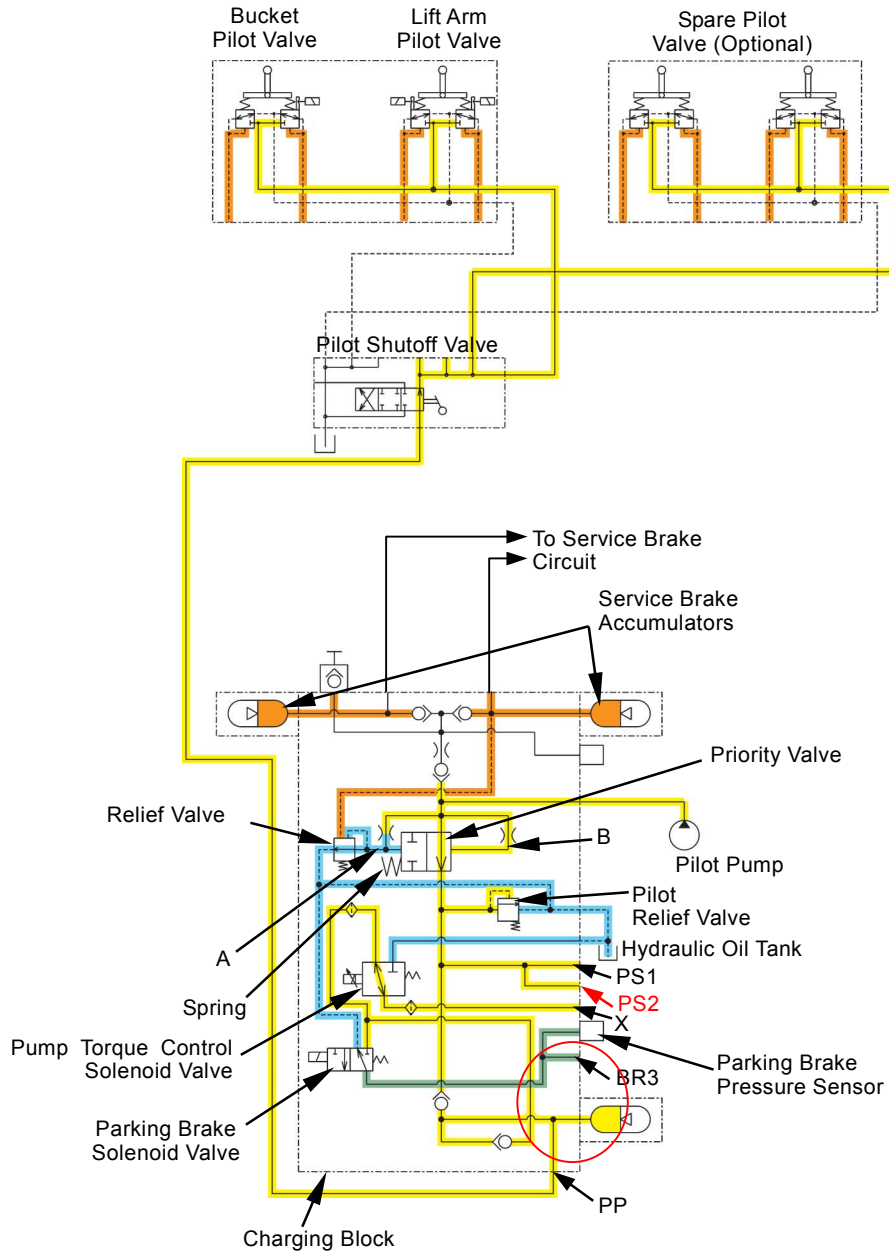 Bucket
Pilot Valve
Lift Arm
Pilot Valve
Spare Pilot
Valve (Optional)
Pilot Shutoff Valve
To Service Brake
Circuit
Service Brake
Accumulators
Priority Valve
Relief Valve
B
Pilot Pump
Pilot
Relief Valve
A
Hydraulic Oil Tank
PS1
Spring
PS2
X
Pump Torque Control
Solenoid Valve
Parking Brake
Pressure Sensor
BR3
Parking Brake
Solenoid Valve
PP
Charging Block